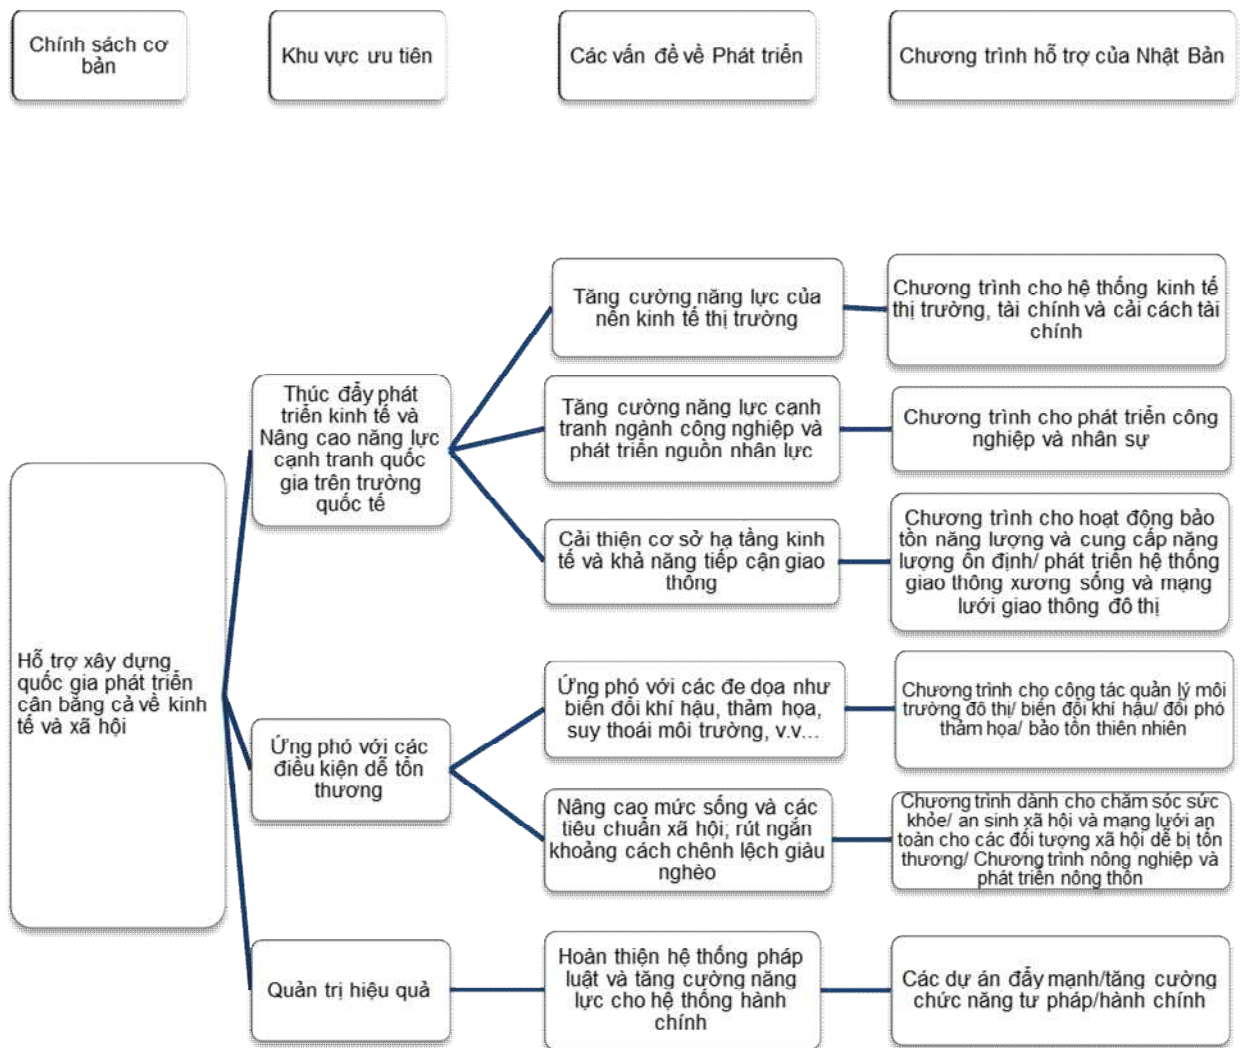 Chính sách cơ
bản
Khu vực ưu tiên
Các vấn đề về Phát triển
Chương trình hỗ trợ của Nhật Bản
Tăng cường năng lực của
nền kinh tế thị trường
Chương trình cho hệ thống kinh tế
thị trường, tài chính và cải cách tài
chính
Thúc đẩy phát
triển kinh tế và
Nâng cao năng lực
cạnh tranh quốc
gia trên trường
quốc tế
Tăng cường năng lực cạnh
tranh ngành công nghiệp và
phát triển nguồn nhân lực
Chương trình cho phát triển công
nghiệp và nhân sự
Cải thiện cơ sở hạ tầng kinh
tế và khả năng tiếp cận giao
thông
Chương trình cho hoạt động bảo
tồn năng lượng và cung cấp năng
lượng ổn định/ phát triển hệ thống
giao thông xương sống và mạng
lưới giao thông đô thị
Hỗ trợ xây dựng
quốc gia phát triển
cân bằng cả về kinh
tế và xã hội
Ứng phó với các
điều kiện dễ tổn
thương
Ứng phó với các đe dọa như
biến đổi khí hậu, thảm họa,
suy thoái môi trường, v.v...
Chương trình cho công tác quản lý môi
trường đô thị/ biến đổi khí hậu/ đối phó
thảm họa/ bảo tồn thiên nhiên
Nâng cao mức sống và các
tiêu chuẩn xã hội; rút ngắn
khoảng cách chênh lệch giàu
nghèo
Chương trình dành cho chăm sóc sức
khỏe/ an sinh xã hội và mạng lưới an
toàn cho các đối tượng xã hội dễ bị tổn
thương/ Chương trình nông nghiệp và
phát triển nông thôn
Quản trị hiệu quả
Hoàn thiện hệ thống pháp
luật và tăng cường năng
lực cho hệ thống hành
chính
Các dự án đẩy mạnh/tăng cường
chức năng tư pháp/hành chính